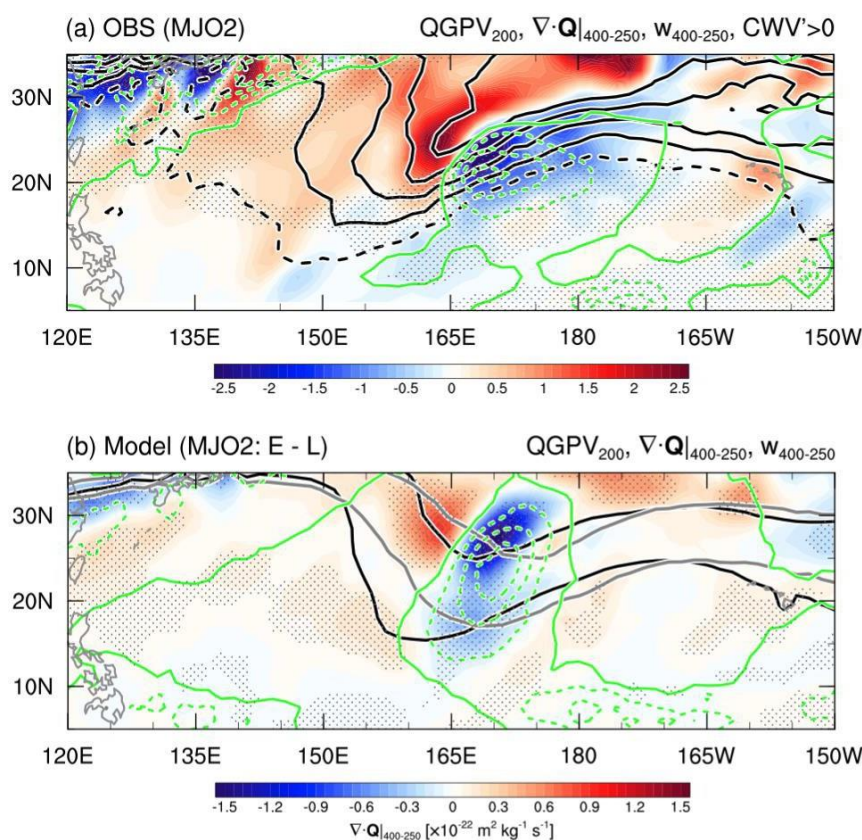 (a) OBS (MJO2) QGPV200, ∇·Q|400-250, w400-250, CWV'>0
30N
20N
10N
120E 135E 150E 165E 180 165W 150W
-2.5 -2 -1.5 -1 -0.5 0 0.5 1 1.5 2 2.5
(b) Model (MJO2: E - L) QGPV200, ∇·Q|400-250, w400-250
30N
20N
10N
120E 135E 150E 165E 180 165W 150W
-1.5 -1.2 -0.9 -0.6 -0.3 0 0.3 0.6 0.9 1.2 1.5
∇·Q|400-250 [×10-22 m2 kg-1 s-1]